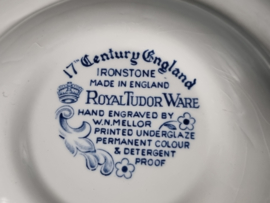 17th Century England
IRONSTONE
MADE IN ENGLAND
ROYAL TUDOR WARE
HAND ENGRAVED BY
W.N.MELLOR
PRINTED UNDERGLAZE
PERMANENT COLOUR
& DETERGENT
PROOF